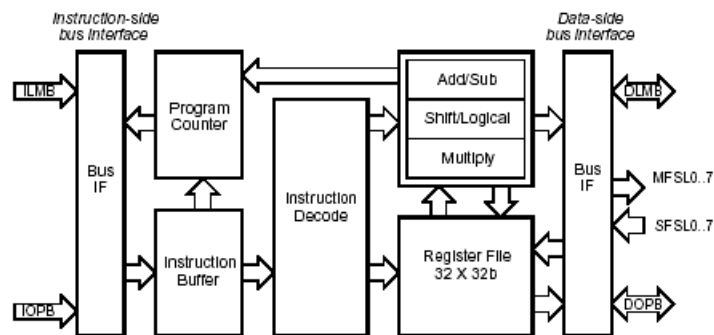 Instruction-side
bus interface
Data-side
bus interface
ILMB
Program
Counter
Add/Sub
Shift/Logical
Multiply
DLMB
Bus
IF
Instruction
Decode
Bus
IF
MFSL0..7
SFSL0..7
Instruction
Buffer
Register File
32 X 32b
IOPB
DOPB